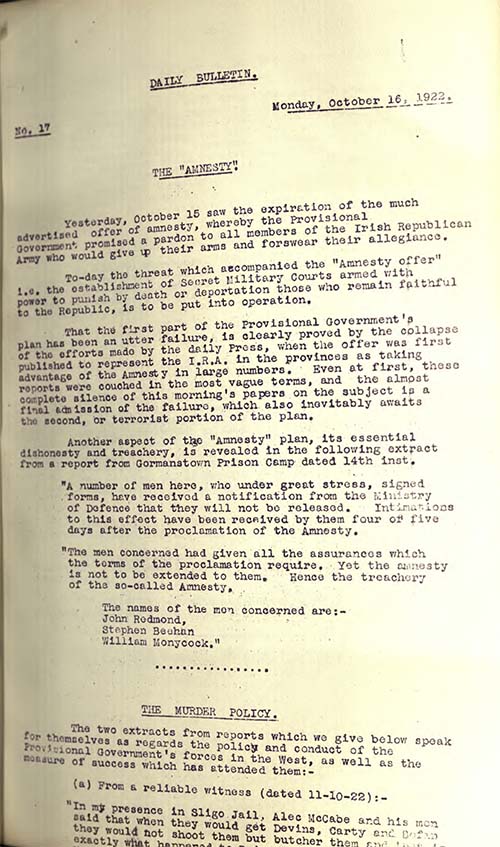 DAILY BULLETIN.
Monday, October 16, 1922.
No. 17
THE "AMNESTY"
Yesterday, October 15 saw the expiration of the much
advertised offer of amnesty, whereby the Provisional
Government promised a pardon to all members of the Irish Republican
Army who would give up their arms and forswear their allegiance.
To-day the threat which accompanied the "Amnesty offer"
i.e. the establishment of Secret Military Courts armed with
power to punish by death or deportation those who remain faithful
to the Republic, is to be put into operation.
That the first part of the Provisional Government's
plan has been an utter failure, is clearly proved by the collapse
of the efforts made by the daily Press, when the offer was first
published to represent the I.R.A. in the provinces as taking
advantage of the Amnesty in large numbers. Even at first, these
reports were couched in the most vague terms, and the almost
complete silence of this morning's papers on the subject is a
final admission of the failure, which also inevitably awaits
the second, or terrorist portion of the plan.
Another aspect of the "Amnesty" plan, its essential
dishonesty and treachery, is revealed in the following extract
from a report from Gormanstown Prison Camp dated 14th inst.
"A number of men here, who under great stress, signed
forms, have received a notification from the Ministry
of Defence that they will not be released. Intimations
to this effect have been received by them four or five
days after the proclamation of the Amnesty.
"The men concerned had given all the assurances which
the terms of the proclamation require. Yet the amnesty
is not to be extended to them. Hence the treachery
of the so-called Amnesty.
The names of the men concerned are:-
John Redmond,
Stephen Beehan
William Monycock."
.................
THE MURDER POLICY.
The two extracts from reports which we give below speak
for themselves as regards the policy and conduct of the
Provisional Government's forces in the West, as well as the
measure of success which has attended them:-
(a) From a reliable witness (dated 11-10-22):-
"In my presence in Sligo Jail, Alec McCabe and his men
said that when they would get Devins, Carty and
they would not shoot them but butcher them and
exactly what happened